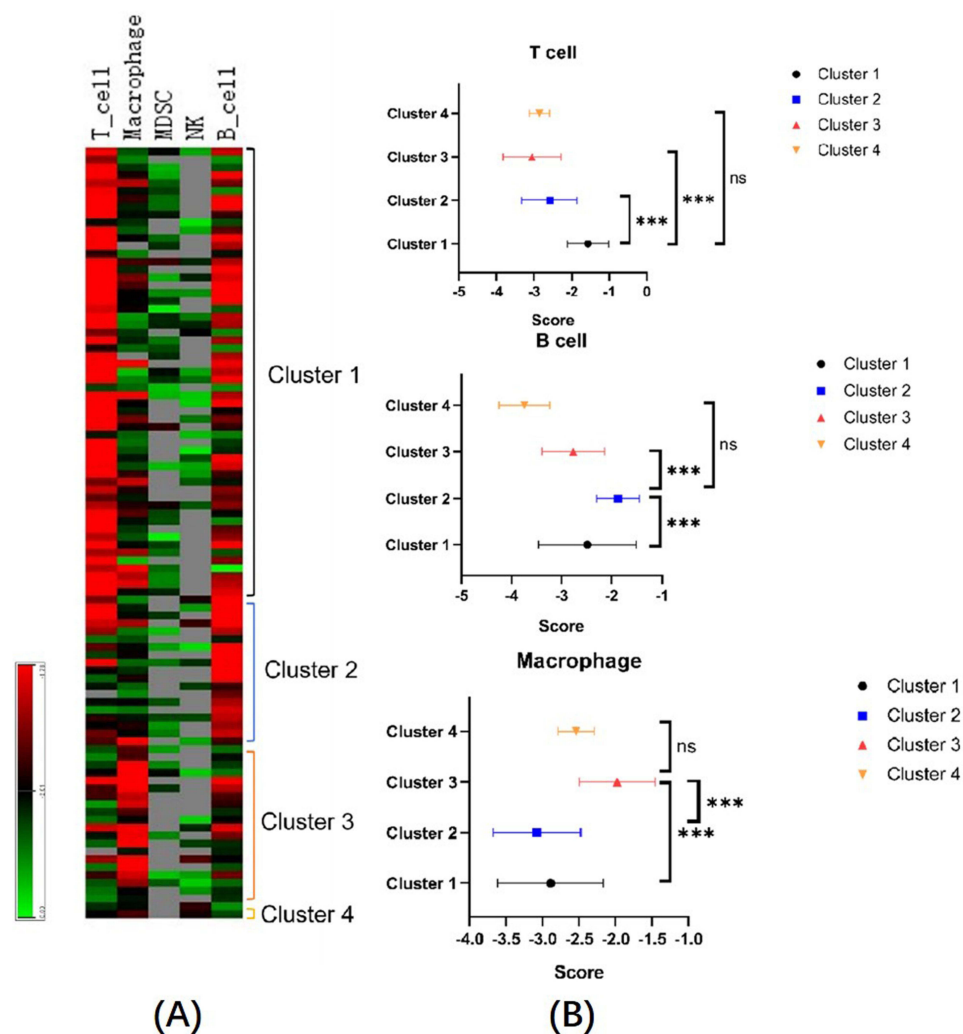 T_cell
Macrophage
MDSC
NK
B_cell
Cluster 1
Cluster 2
Cluster 3
Cluster 4
(A)
T cell
Cluster 4
Cluster 3
Cluster 2
Cluster 1
*** *** ns
-5 -4 -3 -2 -1 0
Score
Cluster 1
Cluster 2
Cluster 3
Cluster 4
B cell
Cluster 4
Cluster 3
Cluster 2
Cluster 1
ns
***
***
-5 -4 -3 -2 -1
Score
Cluster 1
Cluster 2
Cluster 3
Cluster 4
Macrophage
Cluster 4
Cluster 3
Cluster 2
Cluster 1
ns
***
***
-4.0 -3.5 -3.0 -2.5 -2.0 -1.5 -1.0
Score
Cluster 1
Cluster 2
Cluster 3
Cluster 4
(B)